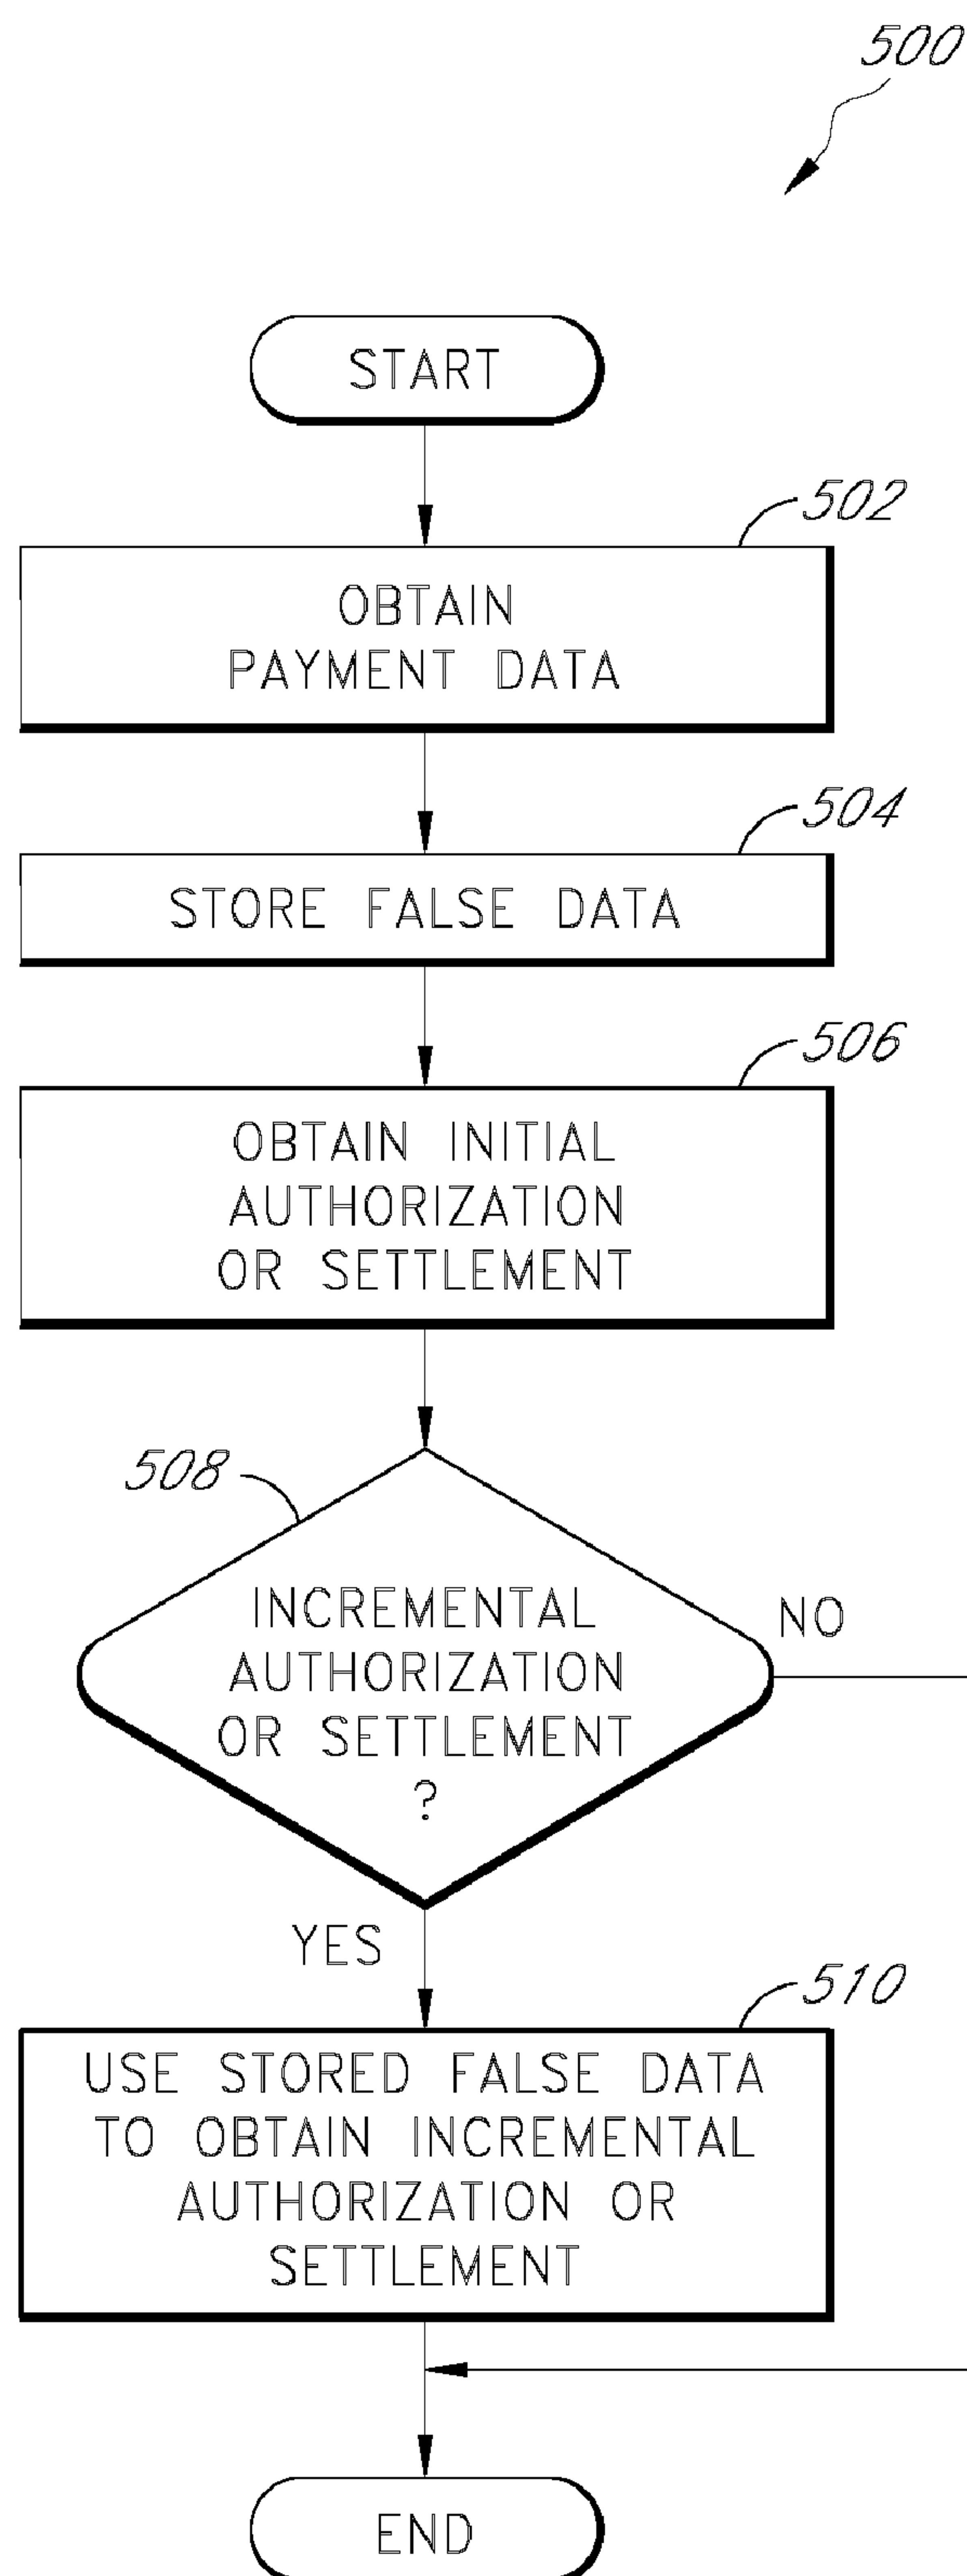 500
START
502
OBTAIN
PAYMENT DATA
504
STORE FALSE DATA
506
OBTAIN INITIAL
AUTHORIZATION
OR SETTLEMENT
508
INCREMENTAL
AUTHORIZATION
OR SETTLEMENT
?
NO
YES
510
USE STORED FALSE DATA
TO OBTAIN INCREMENTAL
AUTHORIZATION OR
SETTLEMENT
END